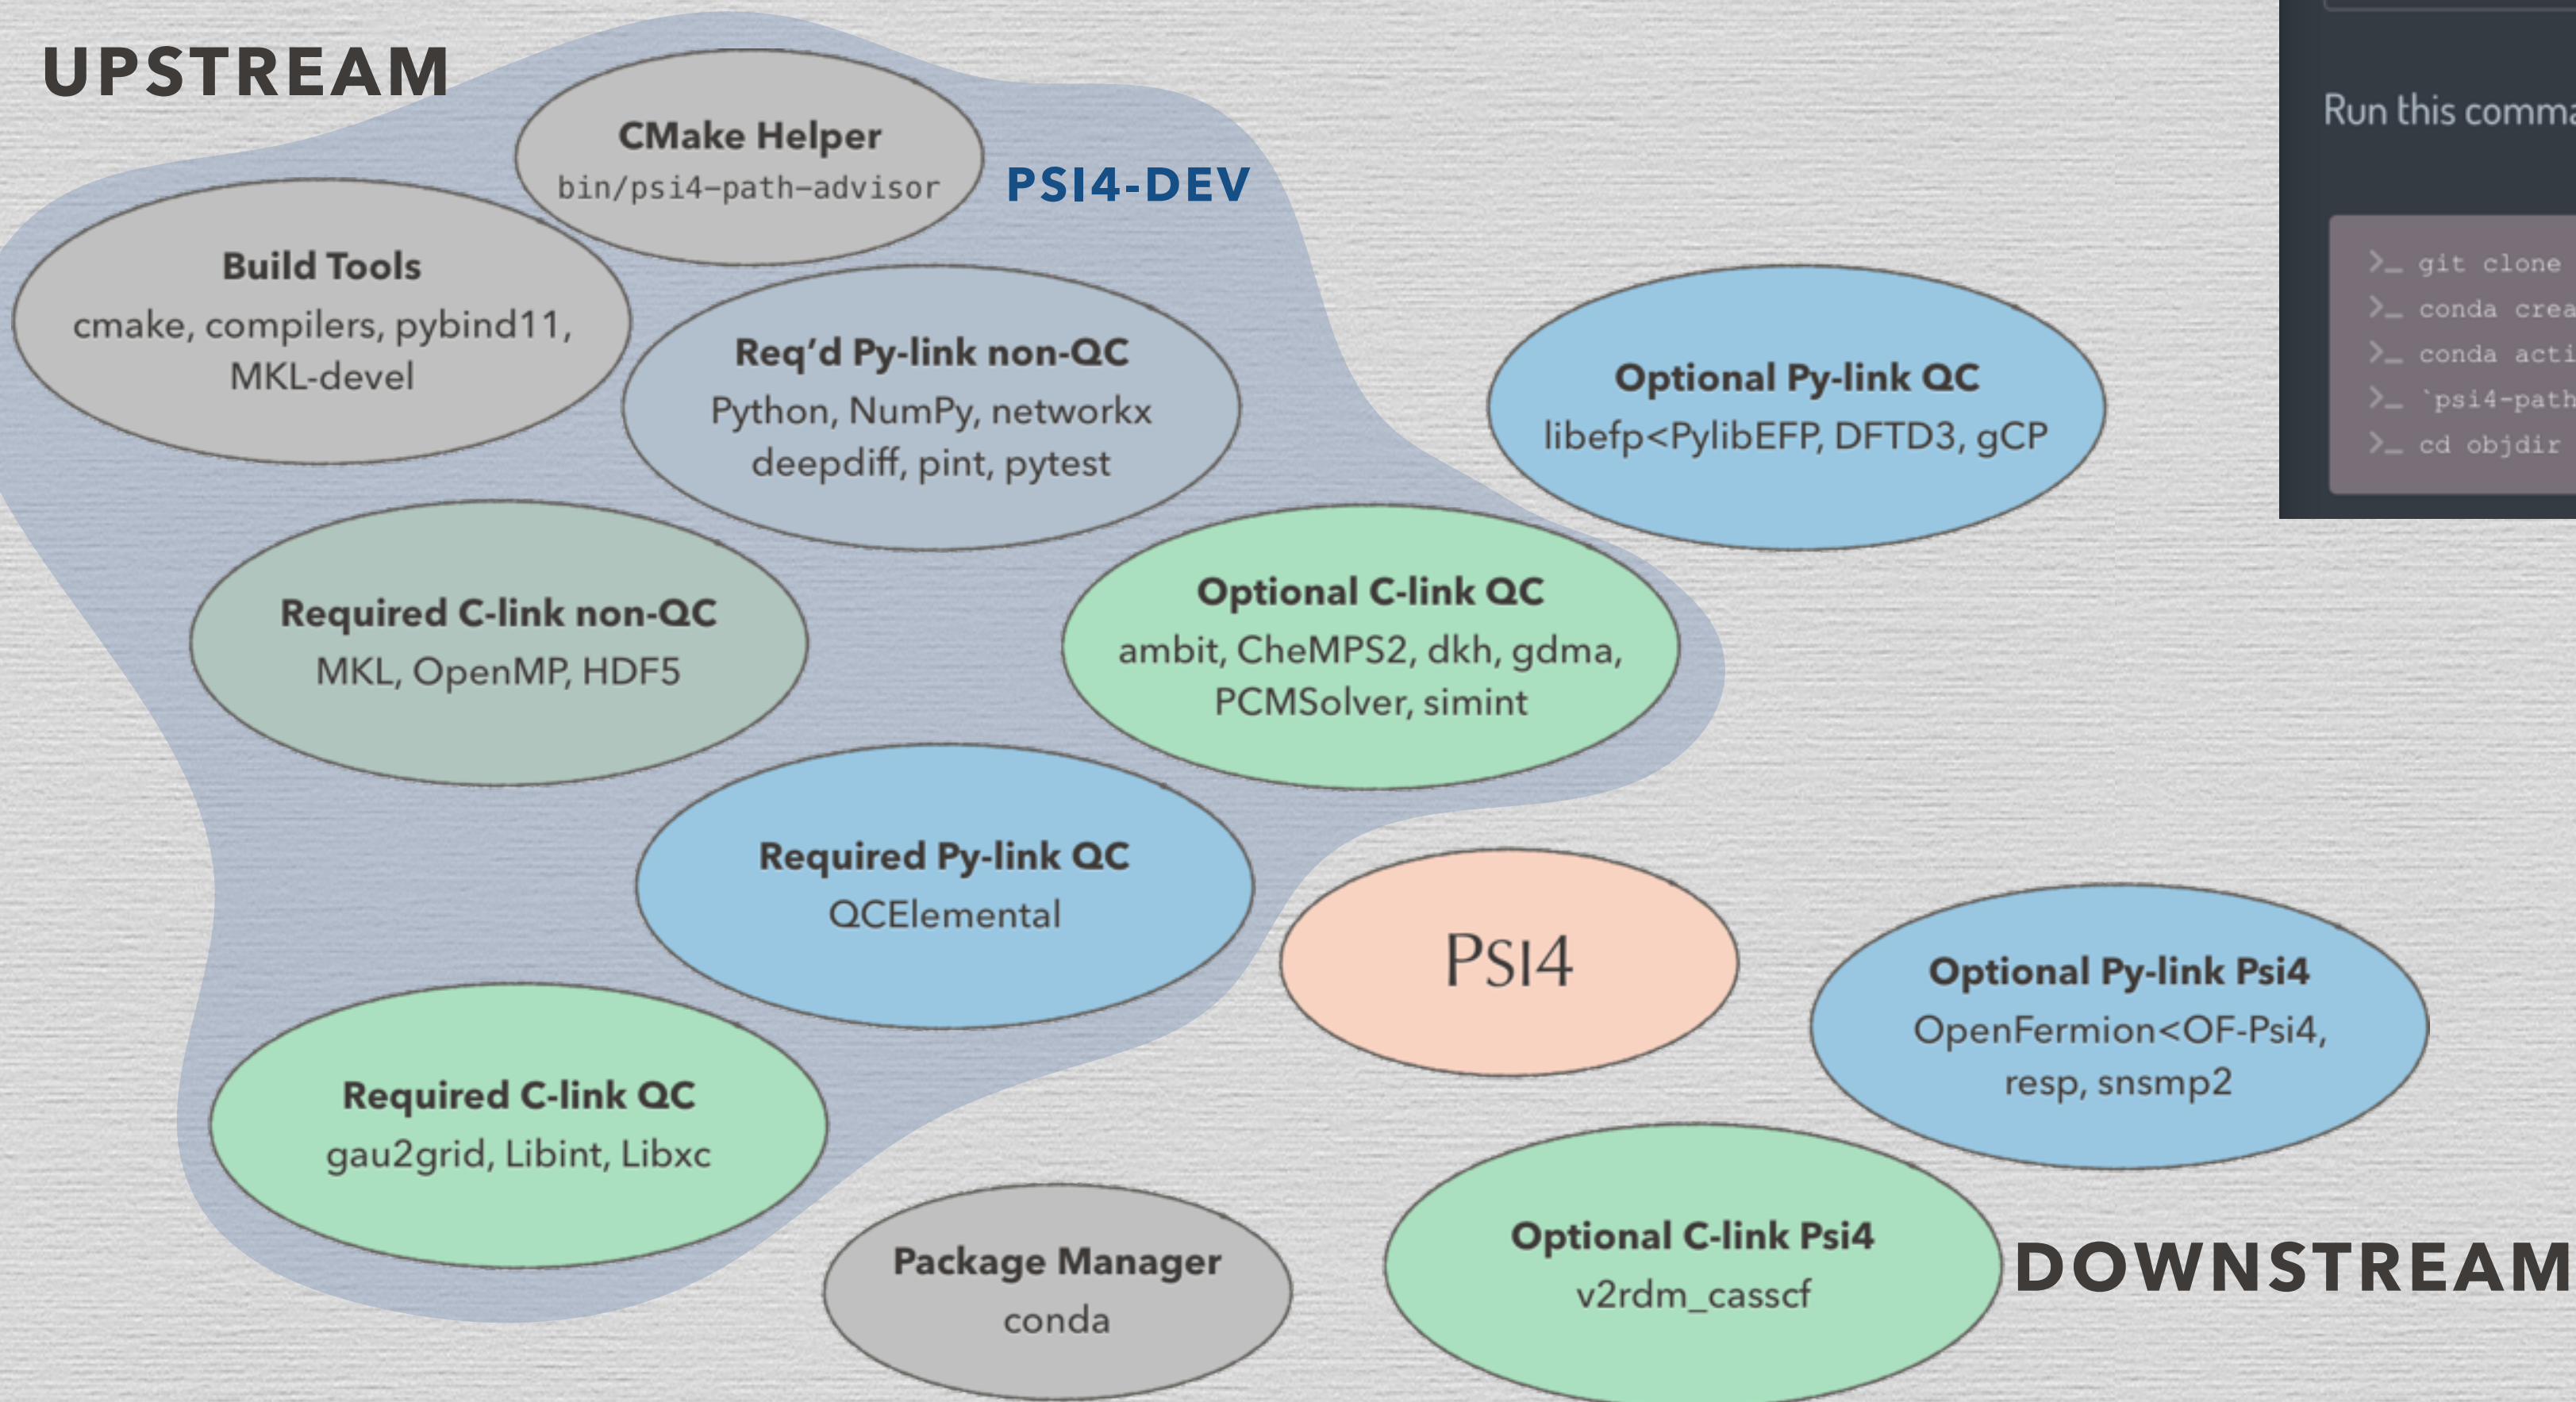 UPSTREAM
CMake Helper
bin/psi4-path-advisor
PSI4-DEV
Build Tools
cmake, compilers, pybind11,
MKL-devel
Req’d Py-link non-QC
Python, NumPy, networkx
deepdiff, pint, pytest
Optional Py-link QC
libefp<PylibEFP, DFTD3, gCP
Required C-link non-QC
MKL, OpenMP, HDF5
Optional C-link QC
ambit, CheMPS2, dkh, gdma,
PCMSolver, simint
Required Py-link QC
QCElemental
PSI4
Optional Py-link Psi4
OpenFermion<OF-Psi4,
resp, snsmp2
Required C-link QC
gau2grid, Libint, Libxc
Package Manager
conda
Optional C-link Psi4
v2rdm_casscf
DOWNSTREAM
Run this
>_ git clone
>_ conda
>_ conda
>_ `psi4-path
>_ cd objdir